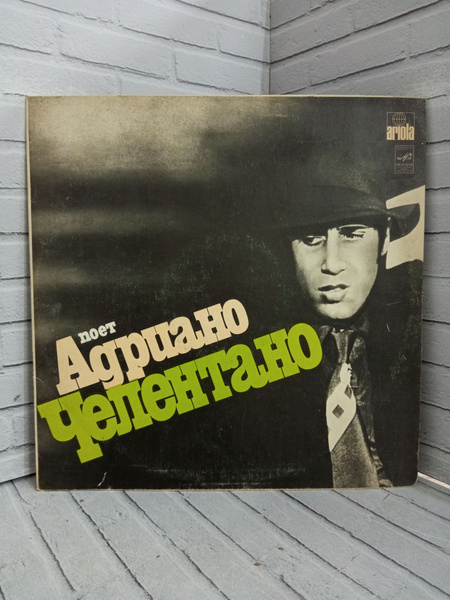 ariola
поет
Адриано
Челентано